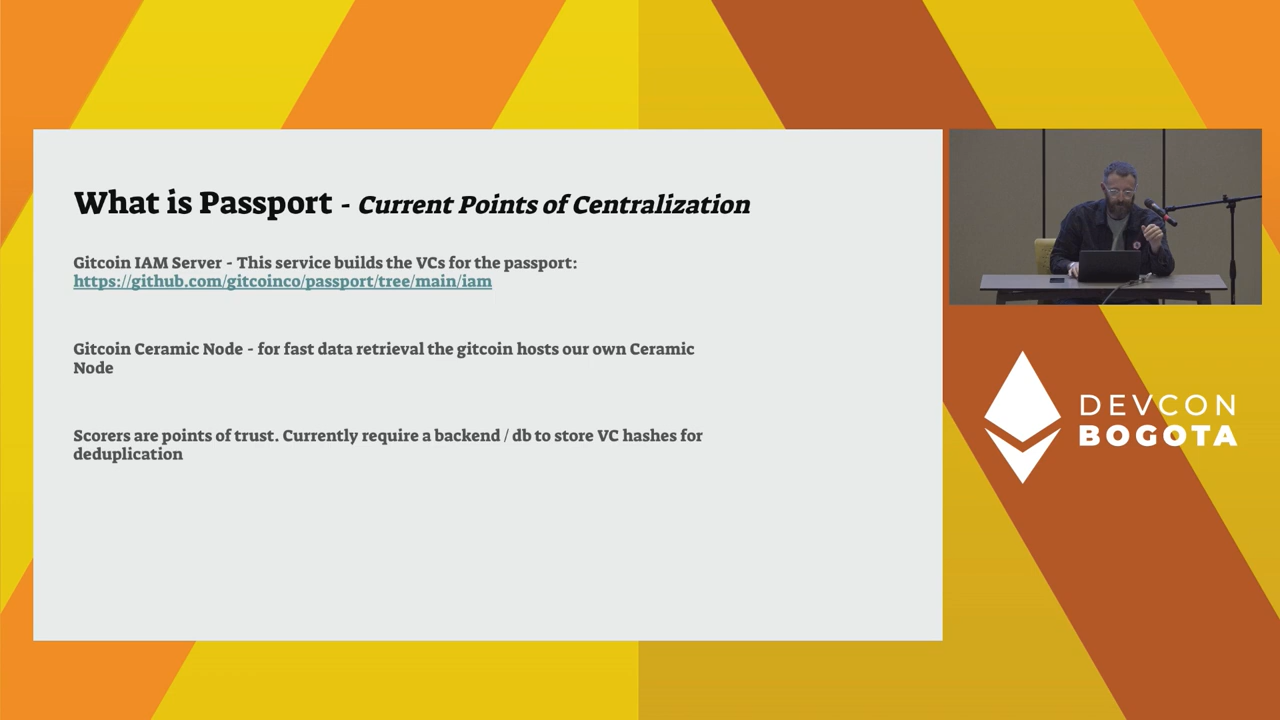 What is Passport - Current Points of Centralization
Gitcoin IAM Server - This service builds the VCs for the passport:
https://github.com/gitcoinco/passport/tree/main/iam
Gitcoin Ceramic Node - for fast data retrieval the gitcoin hosts our own Ceramic
Node
Scorers are points of trust. Currently require a backend / db to store VC hashes for
deduplication
DEVCON
BOGOTA